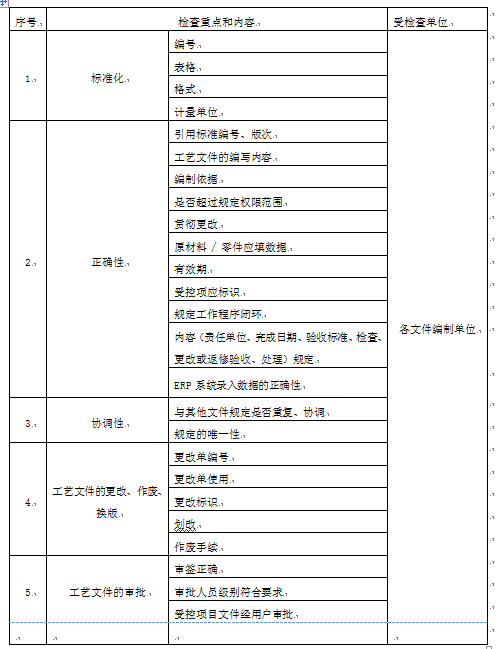 序号 检查重点和内容 受检查单位
1. 标准化 编号
表格
格式
计量单位
2. 正确性 引用标准编号、版次
工艺文件的编写内容
编制依据
是否超过规定权限范围
贯彻更改
原材料 / 零件应填数据
有效期
受控项应标识
规定工作程序闭环
内容（责任单位、完成日期、验收标准、检查、
更改或返修验收、处理）规定
ERP 系统录入数据的正确性
各文件编制单位
3. 协调性 与其他文件规定是否重复、协调
规定的唯一性
4. 工艺文件的更改、作废、
换版
更改单编号
更改单使用
更改标识
划改
作废手续
5. 工艺文件的审批 审签正确
审批人员级别符合要求
受控项目文件经用户审批